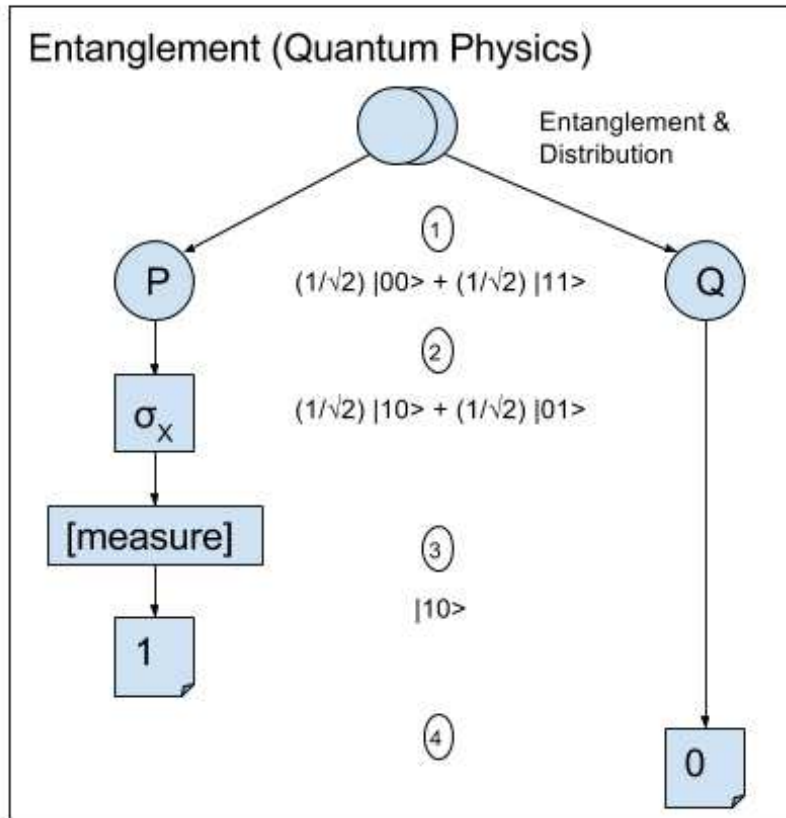 Entanglement (Quantum Physics)
Entanglement &
Distribution
1
P
(1/√2) |00> + (1/√2) |11>
Q
2
σₓ
(1/√2) |10> + (1/√2) |01>
[measure]
3
|10>
1
4
0